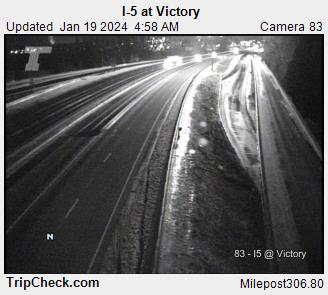 I-5 at Victory
Updated Jan 19 2024 4:58 AM Camera 83
T
N
83 - I5 @ Victory
TripCheck.com Milepost306.80